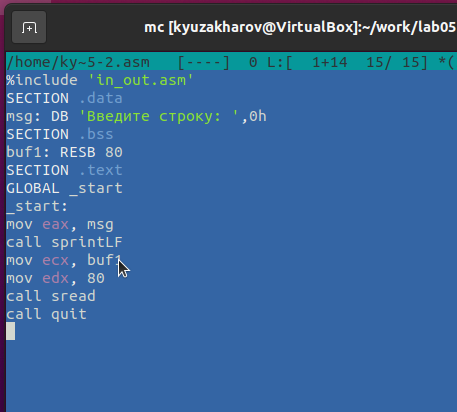 mc [kyuzakharov@VirtualBox]:~/work/lab05
/home/ky~5-2.asm [----] 0 L:[ 1+14 15/ 15] *(
%include 'in_out.asm'
SECTION .data
msg: DB 'Введите строку: ',0h
SECTION .bss
buf1: RESB 80
SECTION .text
GLOBAL _start
_start:
mov eax, msg
call sprintLF
mov ecx, buf1
mov edx, 80
call sread
call quit